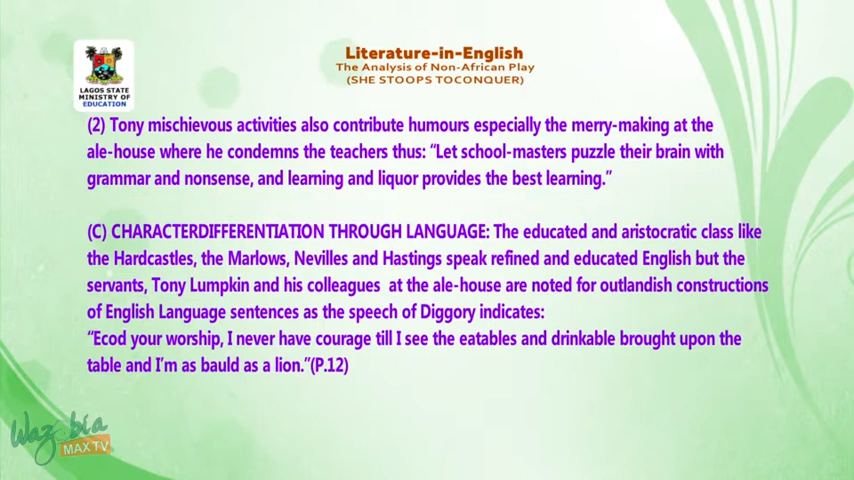 Literature-in-English
The Analysis of Non-African Play
(SHE STOOPS TOCONQUER)
LAGOS STATE
MINISTRY OF
EDUCATION
(2) Tony mischievous activities also contribute humours especially the merry-making at the
ale-house where he condemns the teachers thus: “Let school-masters puzzle their brain with
grammar and nonsense, and learning and liquor provides the best learning.”
(C) CHARACTERDIFFERENTIATION THROUGH LANGUAGE: The educated and aristocratic class like
the Hardcastles, the Marlows, Nevilles and Hastings speak refined and educated English but the
servants, Tony Lumpkin and his colleagues at the ale-house are noted for outlandish constructions
of English Language sentences as the speech of Diggory indicates:
“Ecod your worship, I never have courage till I see the eatables and drinkable brought upon the
table and I’m as bauld as a lion.”(P.12)
Wazobia
MAX TV